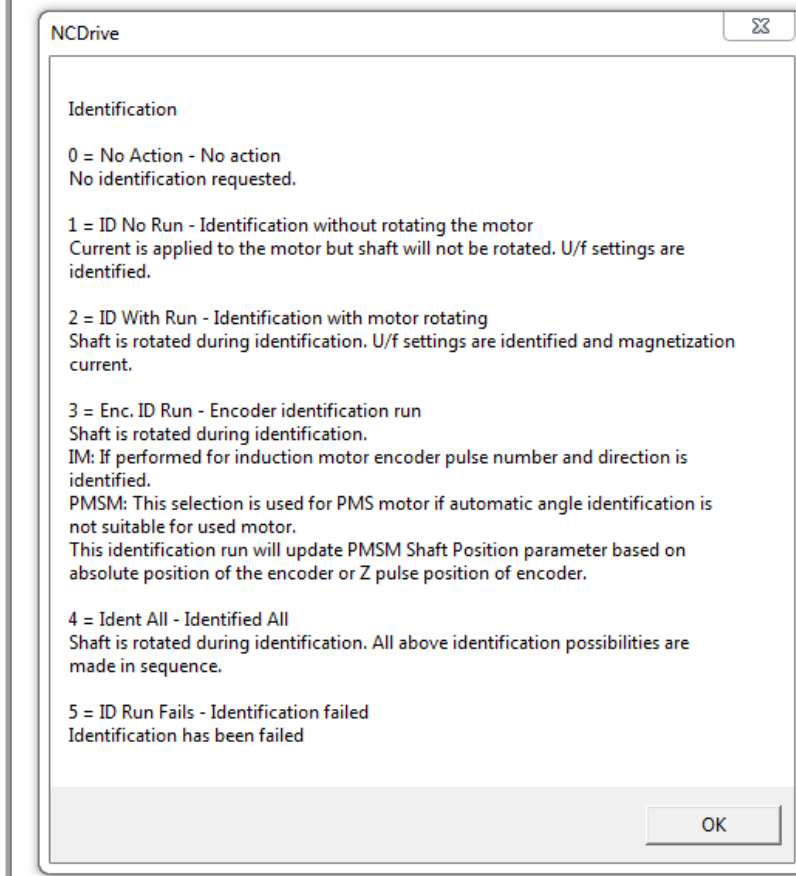 NCDrive
Identification
0 = No Action - No action
No identification requested.
1 = ID No Run - Identification without rotating the motor
Current is applied to the motor but shaft will not be rotated. U/f settings are
identified.
2 = ID With Run - Identification with motor rotating
Shaft is rotated during identification. U/f settings are identified and magnetization
current.
3 = Enc. ID Run - Encoder identification run
Shaft is rotated during identification.
IM: If performed for induction motor encoder pulse number and direction is
identified.
PMSM: This selection is used for PMS motor if automatic angle identification is
not suitable for used motor.
This identification run will update PMSM Shaft Position parameter based on
absolute position of the encoder or Z pulse position of encoder.
4 = Ident All - Identified All
Shaft is rotated during identification. All above identification possibilities are
made in sequence.
5 = ID Run Fails - Identification failed
Identification has been failed
OK